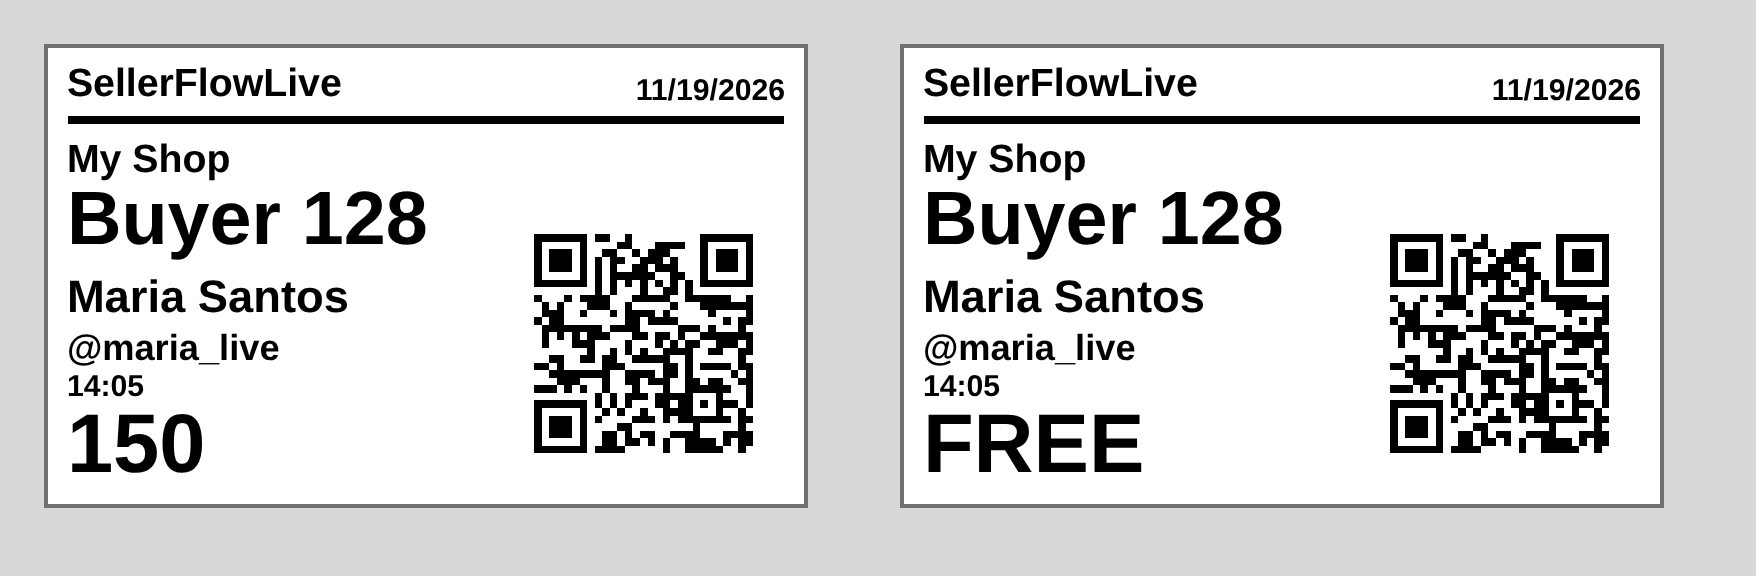 SellerFlowLive 11/19/2026
My Shop
Buyer 128
Maria Santos
@maria_live
14:05
150
SellerFlowLive 11/19/2026
My Shop
Buyer 128
Maria Santos
@maria_live
14:05
FREE